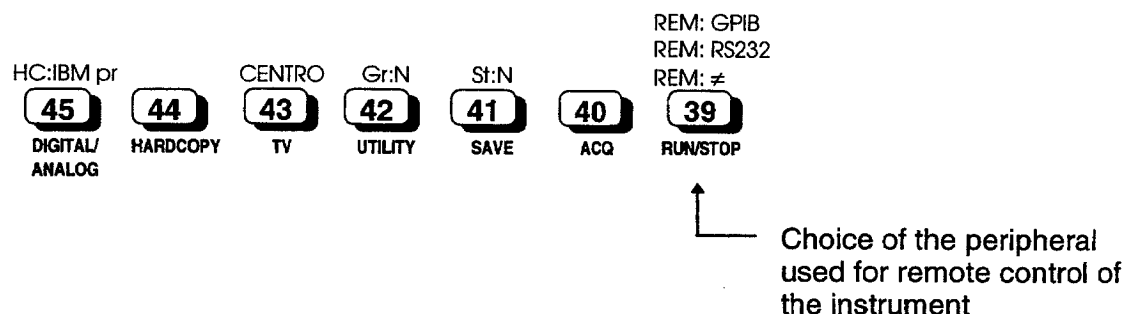 REM: GPIB
REM: RS232
HC:IBM pr CENTRO Gr:N St:N REM: ≠
45 44 43 42 41 40 39
DIGITAL/ HARDCOPY TV UTILITY SAVE ACQ RUN/STOP
ANALOG
Choice of the peripheral
used for remote control of
the instrument